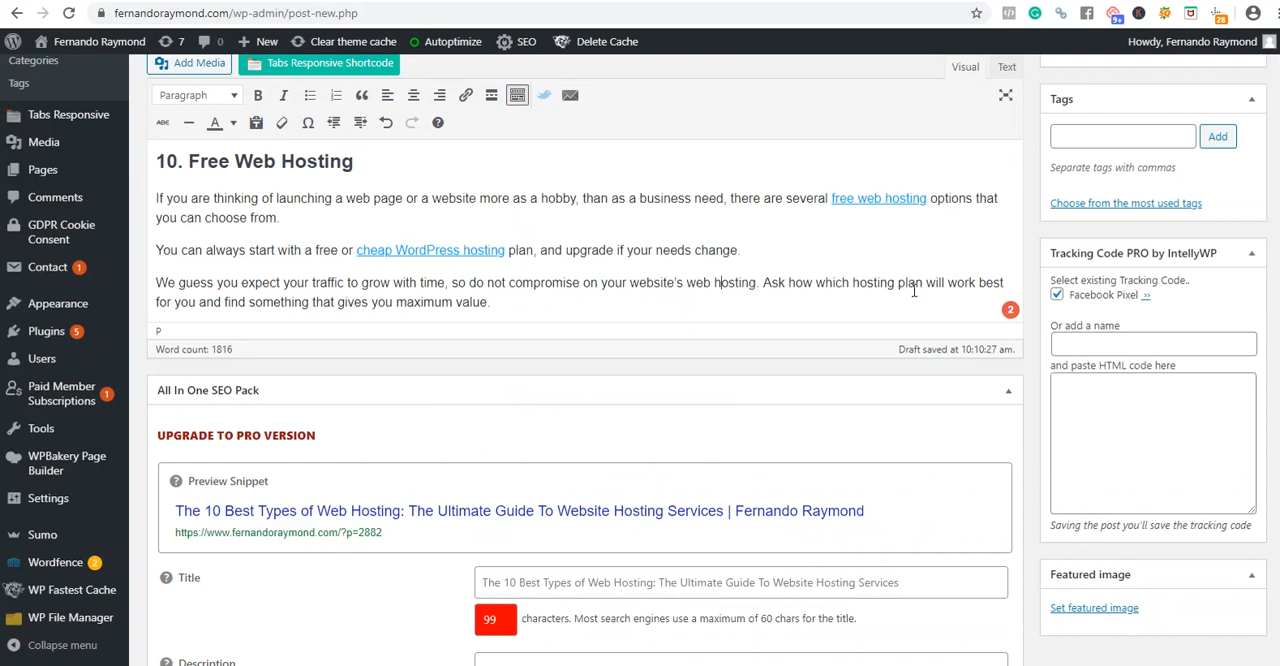 fernandoraymond.com/wp-admin/post-new.php
9+
28
Fernando Raymond 7 0 New Clear theme cache Autoptimize SEO Delete Cache Howdy, Fernando Raymond
Categories
Tags
Tabs Responsive
Media
Pages
Comments
GDPR Cookie
Consent
Contact 1
Appearance
Plugins 5
Users
Paid Member
Subscriptions 1
Tools
WPBakery Page
Builder
Settings
Sumo
Wordfence 2
WP Fastest Cache
WP File Manager
Collapse menu
Add Media Tabs Responsive Shortcode Visual Text
Paragraph B I
ABC A Ω ?
10. Free Web Hosting
If you are thinking of launching a web page or a website more as a hobby, than as a business need, there are several free web hosting options that
you can choose from.
You can always start with a free or cheap WordPress hosting plan, and upgrade if your needs change.
We guess you expect your traffic to grow with time, so do not compromise on your website's web hosting. Ask how which hosting plan will work best
for you and find something that gives you maximum value.
2
P
Word count: 1816 Draft saved at 10:10:27 am.
All In One SEO Pack
UPGRADE TO PRO VERSION
? Preview Snippet
The 10 Best Types of Web Hosting: The Ultimate Guide To Website Hosting Services | Fernando Raymond
https://www.fernandoraymond.com/?p=2882
? Title
The 10 Best Types of Web Hosting: The Ultimate Guide To Website Hosting Services
99 characters. Most search engines use a maximum of 60 chars for the title.
? Description
Tags
Add
Separate tags with commas
Choose from the most used tags
Tracking Code PRO by IntellyWP
Select existing Tracking Code..
Facebook Pixel ››
Or add a name
and paste HTML code here
Saving the post you'll save the tracking code
Featured image
Set featured image